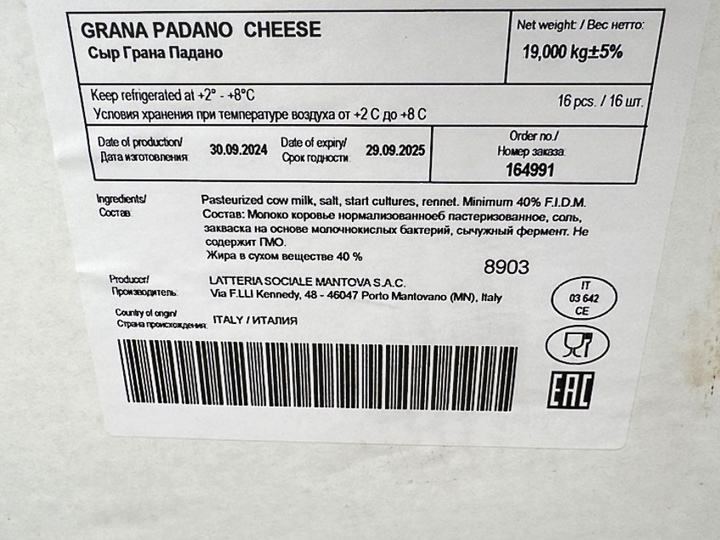 GRANA PADANO CHEESE
Сыр Грана Падано
Net weight: / Вес нетто:
19,000 kg±5%
Keep refrigerated at +2° - +8°C
Условия хранения при температуре воздуха от +2 С до +8 С
16 pcs. / 16 шт.
Date of production/
Дата изготовления
30.09.2024
Date of expiry/
Срок годности:
29.09.2025
Order no./
Номер заказа:
164991
Ingredients/
Состав:
Pasteurized cow milk, salt, start cultures, rennet. Minimum 40% F.I.D.M.
Состав: Молоко коровье нормализованноеб пастеризованное, соль,
закваска на основе молочнокислых бактерий, сычужный фермент. Не
содержит ГМО.
Жира в сухом веществе 40 %
8903
Producer/
Производитель:
LATTERIA SOCIALE MANTOVA S.A.C.
Via F.LLI Kennedy, 48 - 46047 Porto Mantovano (MN), Italy
Country of origin/
Страна происхождения:
ITALY / ИТАЛИЯ
IT
03 642
CE
EAC